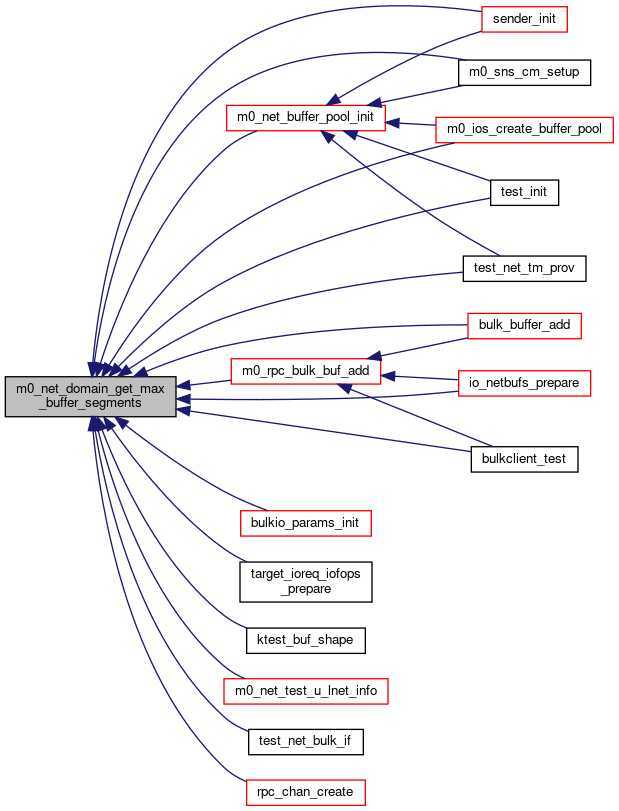 sender_init
m0_sns_cm_setup
m0_net_buffer_pool_init
m0_ios_create_buffer_pool
test_init
test_net_tm_prov
bulk_buffer_add
m0_rpc_bulk_buf_add
io_netbufs_prepare
m0_net_domain_get_max
_buffer_segments
bulkclient_test
bulkio_params_init
target_ioreq_iofops
_prepare
ktest_buf_shape
m0_net_test_u_lnet_info
test_net_bulk_if
rpc_chan_create